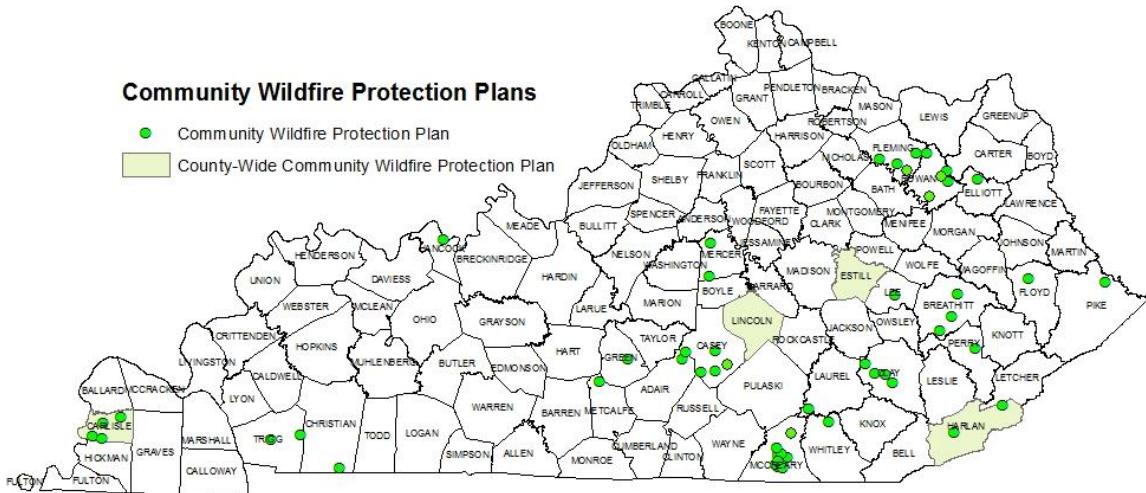 Community Wildfire Protection Plans
Community Wildfire Protection Plan
County-Wide Community Wildfire Protection Plan
BOONE
KENTON
CAMPBELL
GALLATIN
CARROLL
TRIMBLE
GRANT
PENDLETON
BRACKEN
MASON
ROBERTSON
LEWIS
GREENUP
OWEN
HENRY
OLDHAM
HARRISON
NICHOLAS
FLEMING
CARTER
BOYD
SCOTT
ROWAN
ELLIOTT
JEFFERSON
SHELBY
FRANKLIN
BOURBON
BATH
LAWRENCE
SPENCER
ANDERSON
WOODFORD
FAYETTE
MONTGOMERY
CLARK
MENIFEE
MORGAN
MEADE
BULLITT
JESSAMINE
JOHNSON
MARTIN
HANCOCK
BRECKINRIDGE
NELSON
WASHINGTON
MERCER
POWELL
WOLFE
MAGOFFIN
HENDERSON
UNION
DAVIESS
HARDIN
MADISON
ESTILL
BOYLE
GARRARD
LEE
FLOYD
PIKE
WEBSTER
MCLEAN
OHIO
GRAYSON
LARUE
MARION
LINCOLN
BREATHITT
OWSLEY
JACKSON
ROCKCASTLE
KNOTT
PERRY
CRITTENDEN
HOPKINS
MUHLENBERG
BUTLER
EDMONSON
HART
GREEN
TAYLOR
CASEY
LIVINGSTON
CALDWELL
LYON
WARREN
BARREN
METCALFE
ADAIR
RUSSELL
PULASKI
LAUREL
CLAY
LESLIE
LETCHER
BALLARD
MCCRACKEN
CARLISLE
HICKMAN
GRAVES
MARSHALL
CALLOWAY
TRIGG
CHRISTIAN
TODD
LOGAN
SIMPSON
ALLEN
MONROE
CUMBERLAND
CLINTON
WAYNE
MCCREARY
WHITLEY
KNOX
BELL
HARLAN
FULTON
FULTON